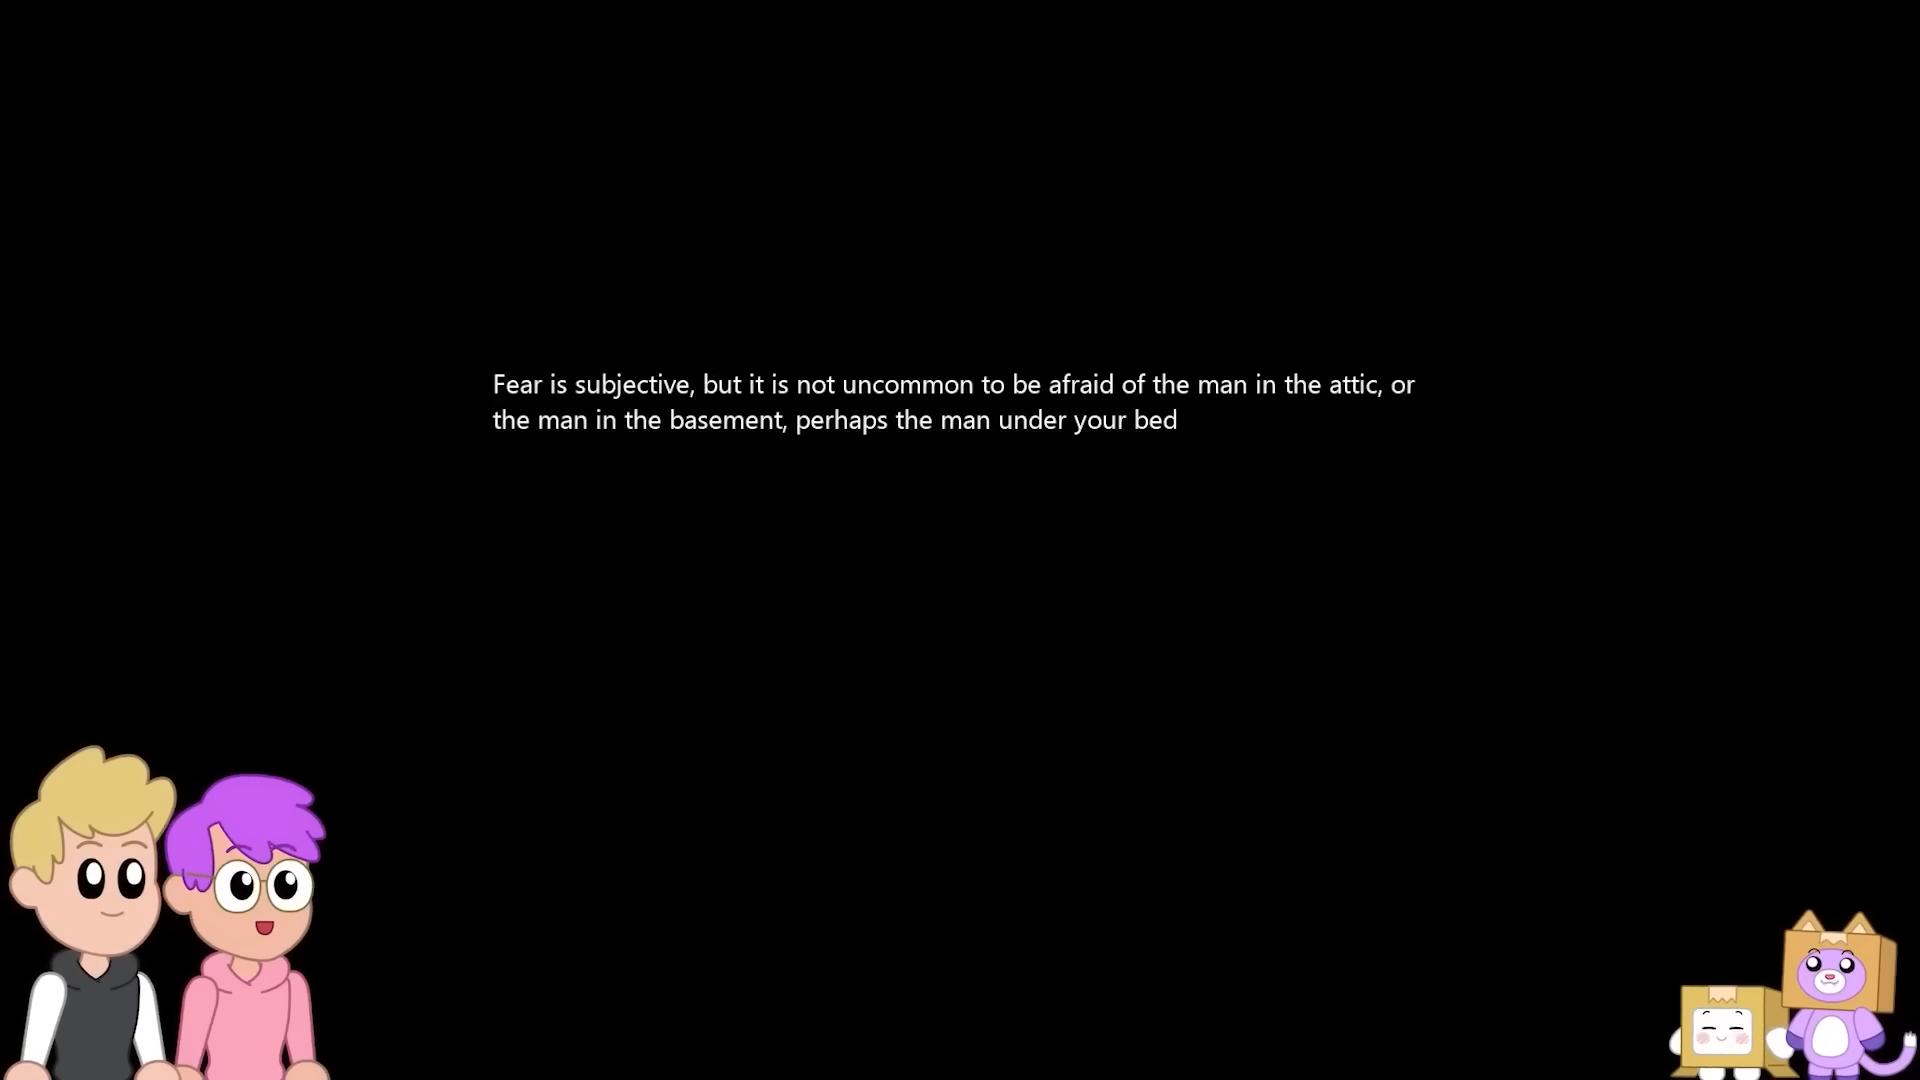 Fear is subjective, but it is not uncommon to be afraid of the man in the attic, or
the man in the basement, perhaps the man under your bed